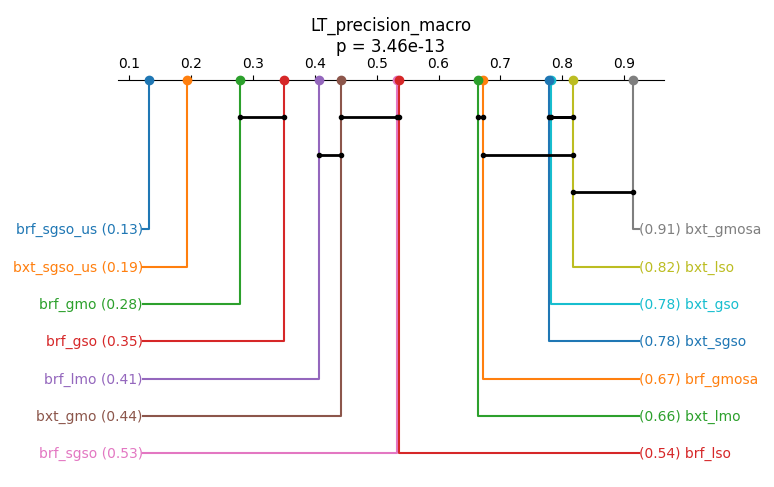 LT_precision_macro
p = 3.46e-13
0.1 0.2 0.3 0.4 0.5 0.6 0.7 0.8 0.9
brf_sgso_us (0.13) (0.91) bxt_gmosa
bxt_sgso_us (0.19) (0.82) bxt_lso
brf_gmo (0.28) (0.78) bxt_gso
brf_gso (0.35) (0.78) bxt_sgso
brf_lmo (0.41) (0.67) brf_gmosa
bxt_gmo (0.44) (0.66) bxt_lmo
brf_sgso (0.53) (0.54) brf_lso